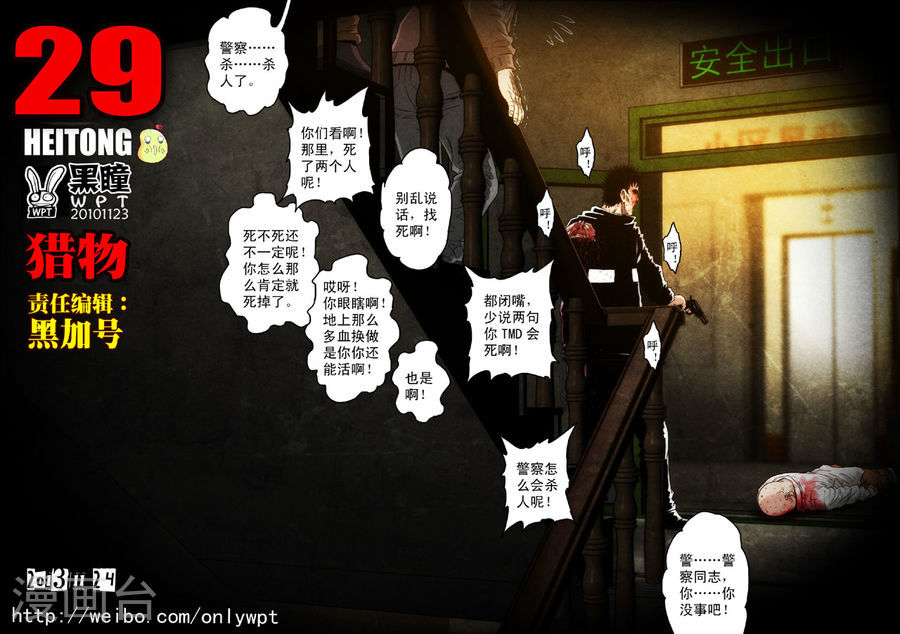 29
HEITONG
黑瞳
WPT
WPT
20101123
猎物
责任编辑：
黑加号
警察……
杀……杀
人了。
你们看啊！
那里，死
了两个人
呢！
别乱说
话，找
死啊！
死不死还
不一定呢！
你怎么那
么肯定就
死掉了。
哎呀！
你眼瞎啊！
地上那么
多血换做
是你你还
能活啊！
也是
啊！
都闭嘴，
少说两句
你 TMD 会
死啊！
呼！
呼！
呼！
呼！
警察怎
么会杀
人呢！
警……警
察同志，
你……你
没事吧！
安全出口
2013 11 24
漫画台
http://weibo.com/onlywpt